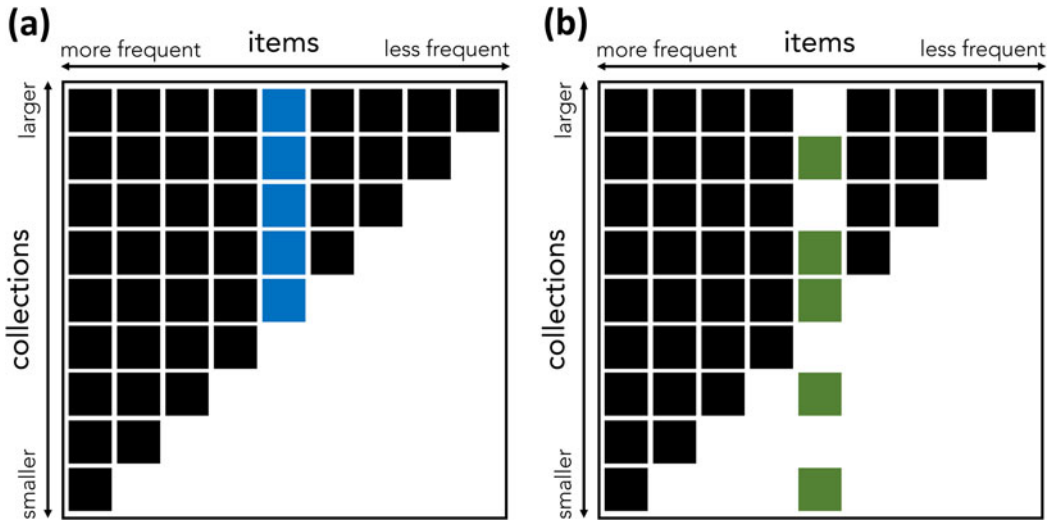 (a)
items
more frequent
less frequent
larger
collections
smaller
(b)
items
more frequent
less frequent
larger
collections
smaller